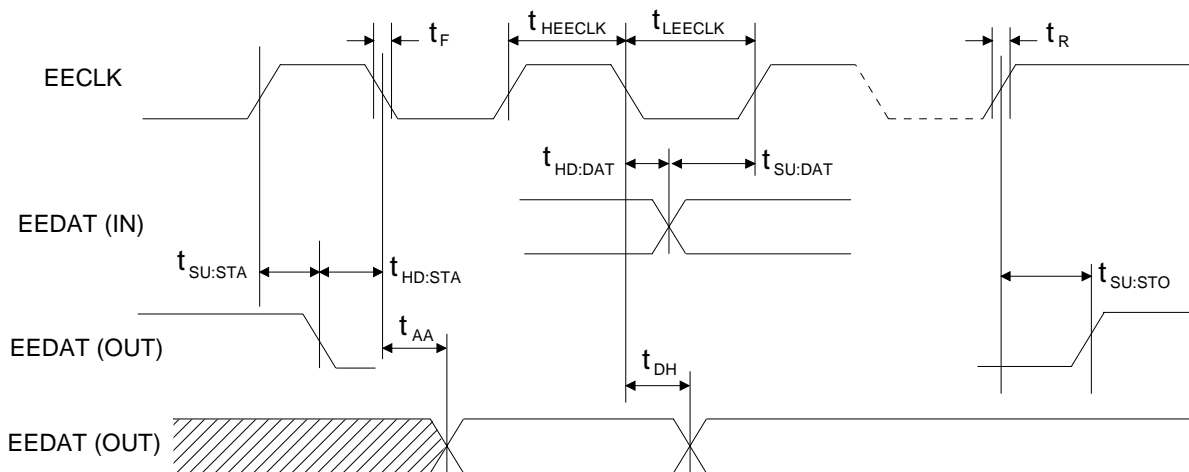 t_F
t_HEECLK
t_LEECLK
t_R
EECLK
t_HD:DAT
t_SU:DAT
EEDAT (IN)
t_SU:STA
t_HD:STA
t_SU:STO
EEDAT (OUT)
t_AA
t_DH
EEDAT (OUT)